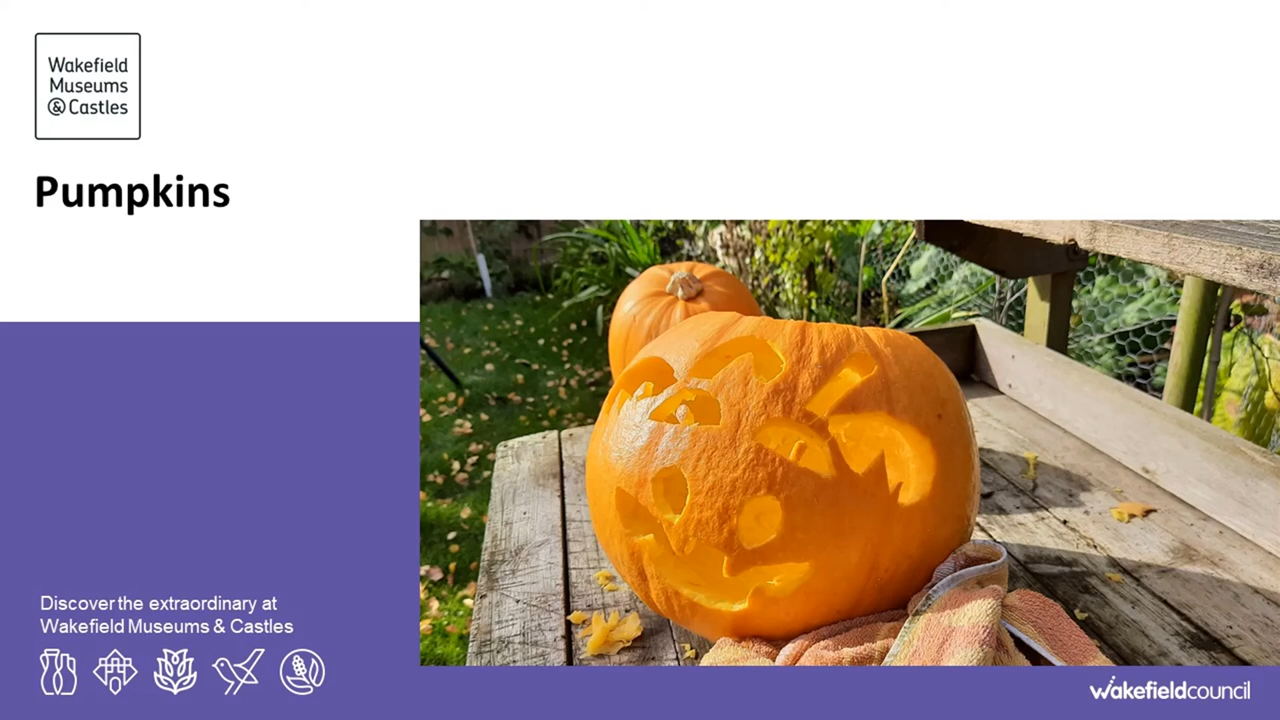 Wakefield
Museums
& Castles
Pumpkins
Discover the extraordinary at
Wakefield Museums & Castles
wakefieldcouncil